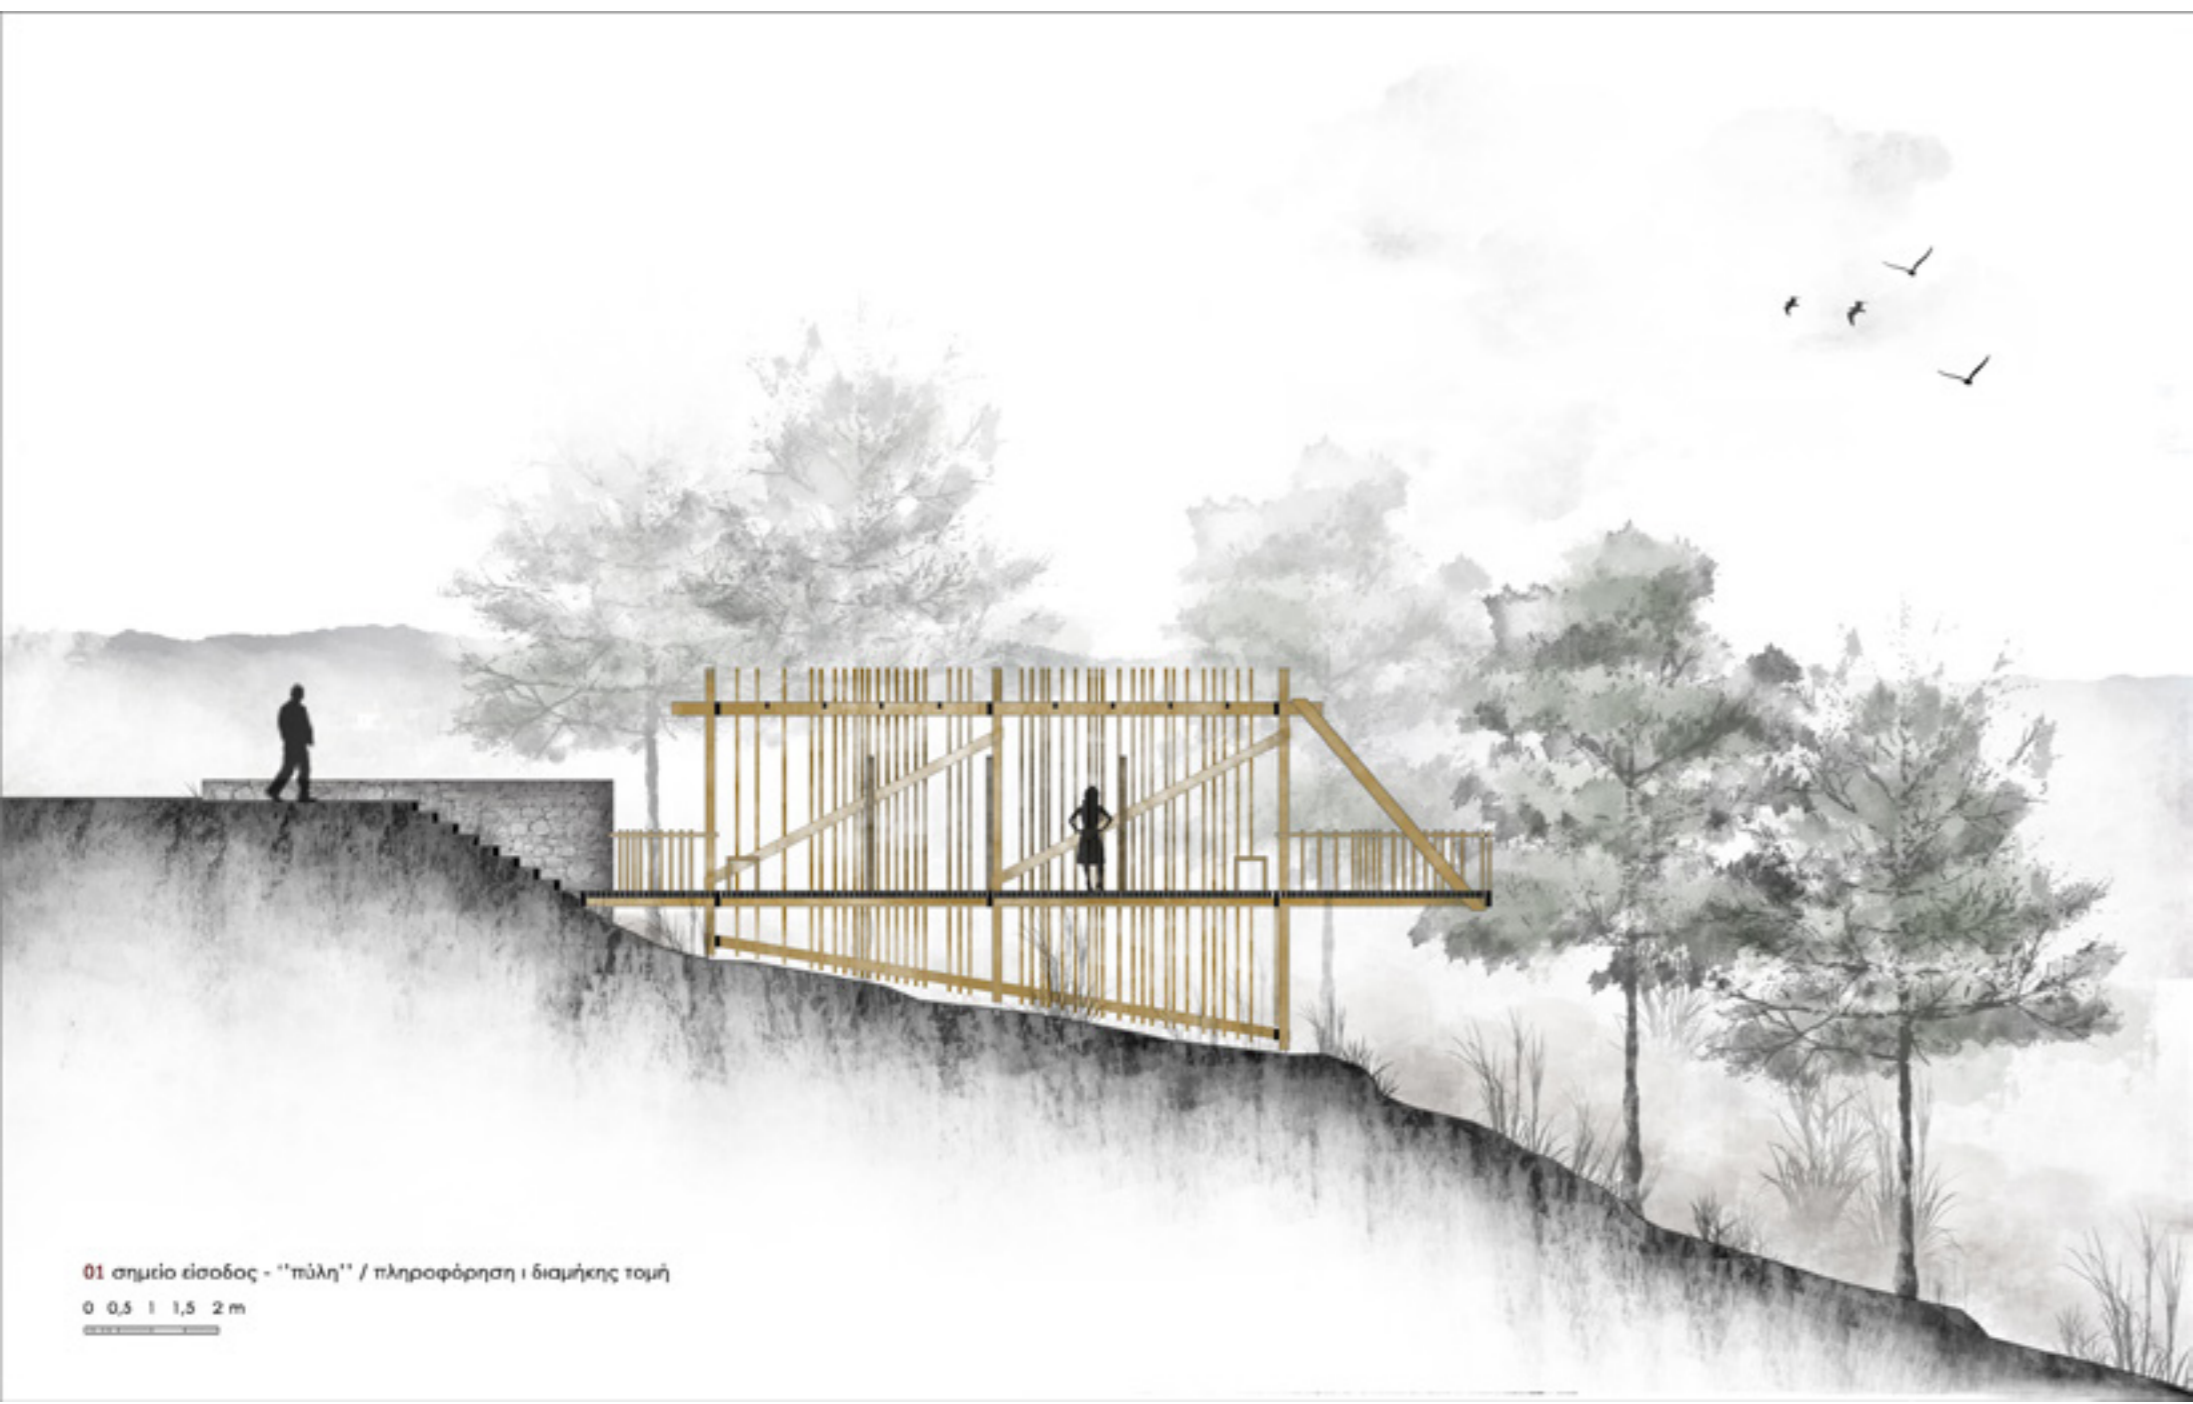 01 σημείο είσοδος - ''πύλη'' / πληροφόρηση ι διαμήκης τομή
0 0,5 1 1,5 2 m